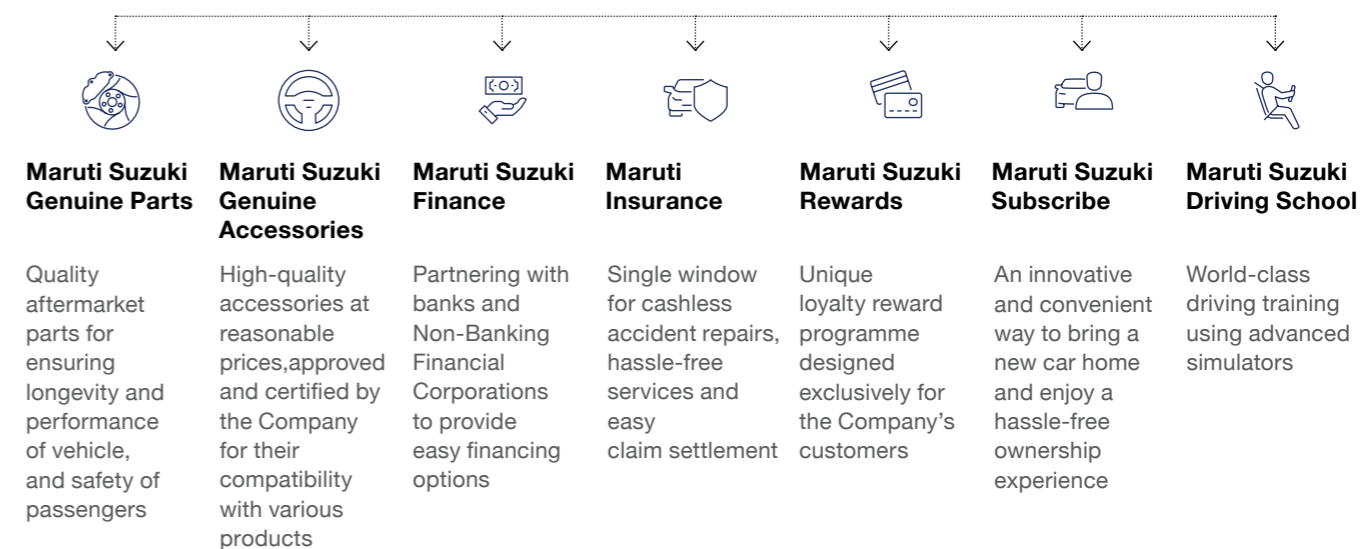 Maruti Suzuki
Genuine Parts
Quality
aftermarket
parts for
ensuring
longevity and
performance
of vehicle,
and safety of
passengers
Maruti Suzuki
Genuine
Accessories
High-quality
accessories at
reasonable
prices,approved
and certified by
the Company
for their
compatibility
with various
products
Maruti Suzuki
Finance
Partnering with
banks and
Non-Banking
Financial
Corporations
to provide
easy financing
options
Maruti
Insurance
Single window
for cashless
accident repairs,
hassle-free
services and
easy
claim settlement
Maruti Suzuki
Rewards
Unique
loyalty reward
programme
designed
exclusively for
the Company’s
customers
Maruti Suzuki
Subscribe
An innovative
and convenient
way to bring a
new car home
and enjoy a
hassle-free
ownership
experience
Maruti Suzuki
Driving School
World-class
driving training
using advanced
simulators